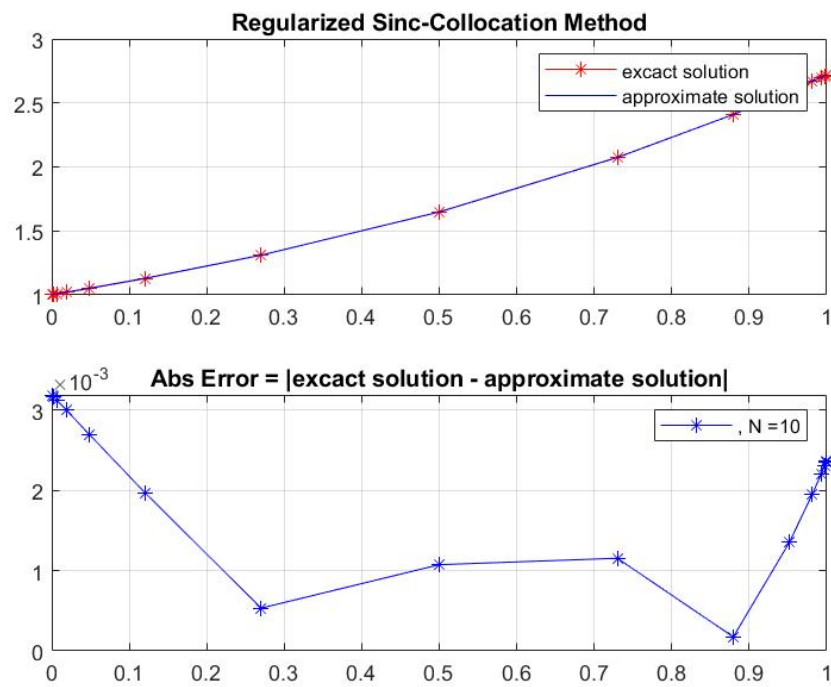 Regularized Sinc-Collocation Method
3
2.5
2
1.5
1
excact solution
approximate solution
0 0.1 0.2 0.3 0.4 0.5 0.6 0.7 0.8 0.9 1
×10⁻³
Abs Error = |excact solution - approximate solution|
3
2
1
0
, N =10
0 0.1 0.2 0.3 0.4 0.5 0.6 0.7 0.8 0.9 1